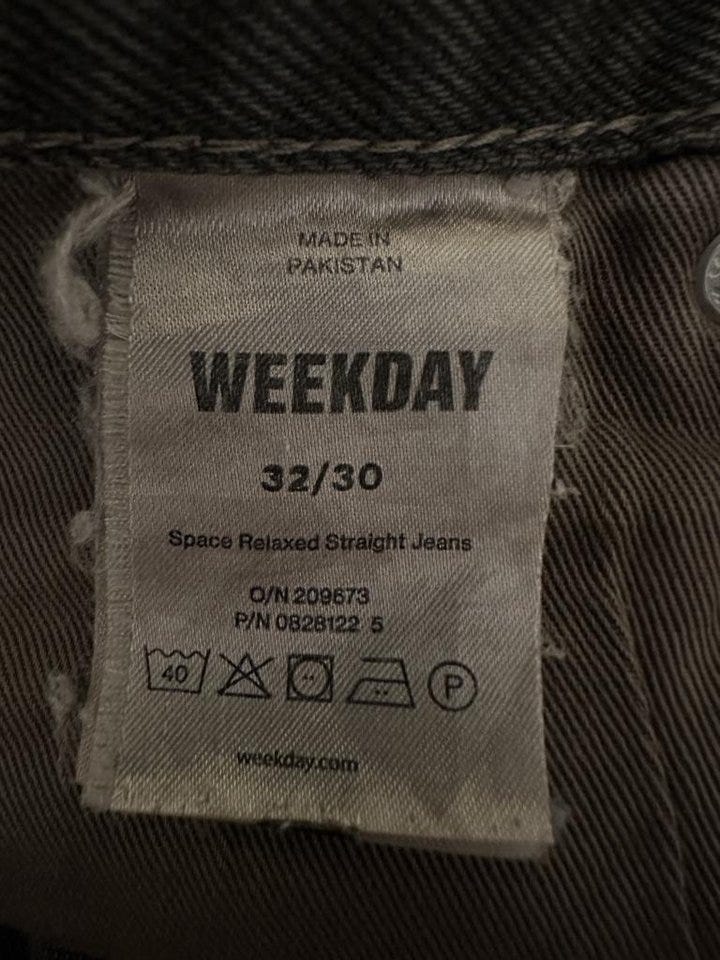 MADE IN
PAKISTAN
WEEKDAY
32/30
Space Relaxed Straight Jeans
O/N 209673
P/N 0828122 5
40
P
weekday.com